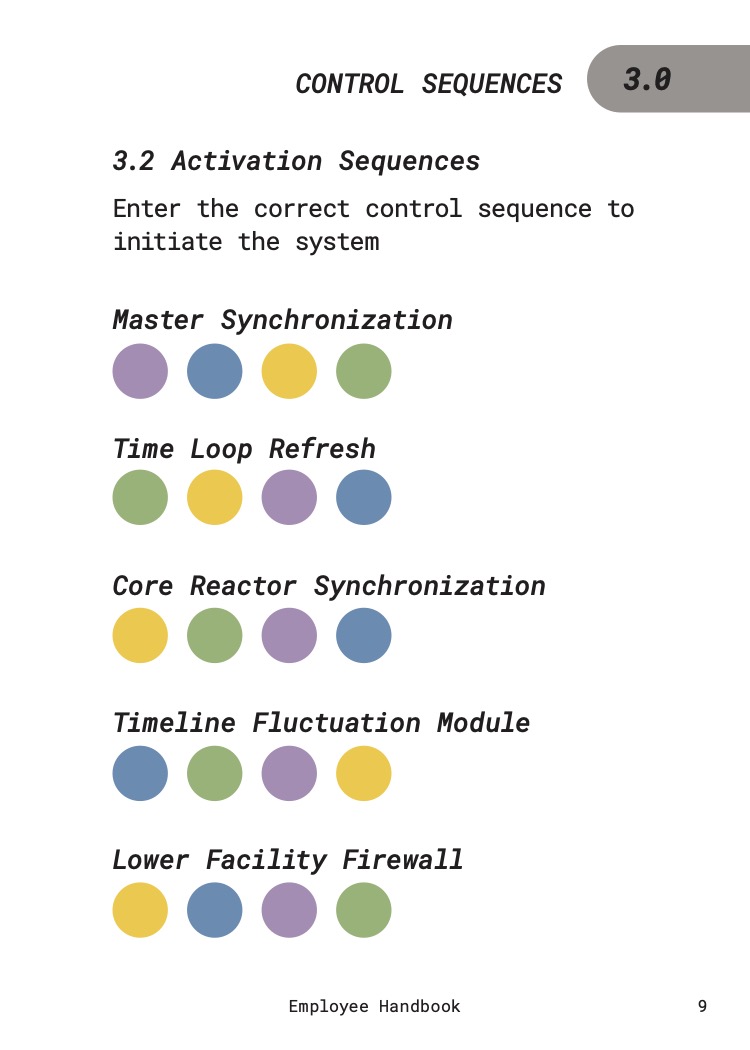 CONTROL SEQUENCES 3.0
3.2 Activation Sequences
Enter the correct control sequence to
initiate the system
Master Synchronization
Time Loop Refresh
Core Reactor Synchronization
Timeline Fluctuation Module
Lower Facility Firewall
Employee Handbook 9